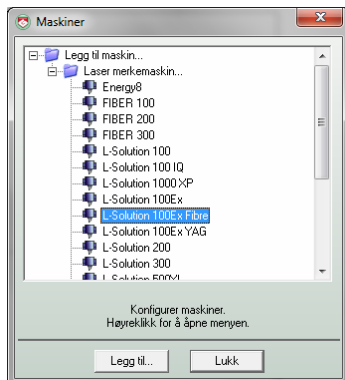 Maskiner
Legg til maskin...
Laser merkemaskin...
Energy8
FIBER 100
FIBER 200
FIBER 300
L-Solution 100
L-Solution 100 IQ
L-Solution 1000 XP
L-Solution 100Ex
L-Solution 100Ex Fibre
L-Solution 100Ex YAG
L-Solution 200
L-Solution 300
L-Solution 500XL
Konfigurer maskiner.
Høyreklikk for å åpne menyen.
Legg til...
Lukk